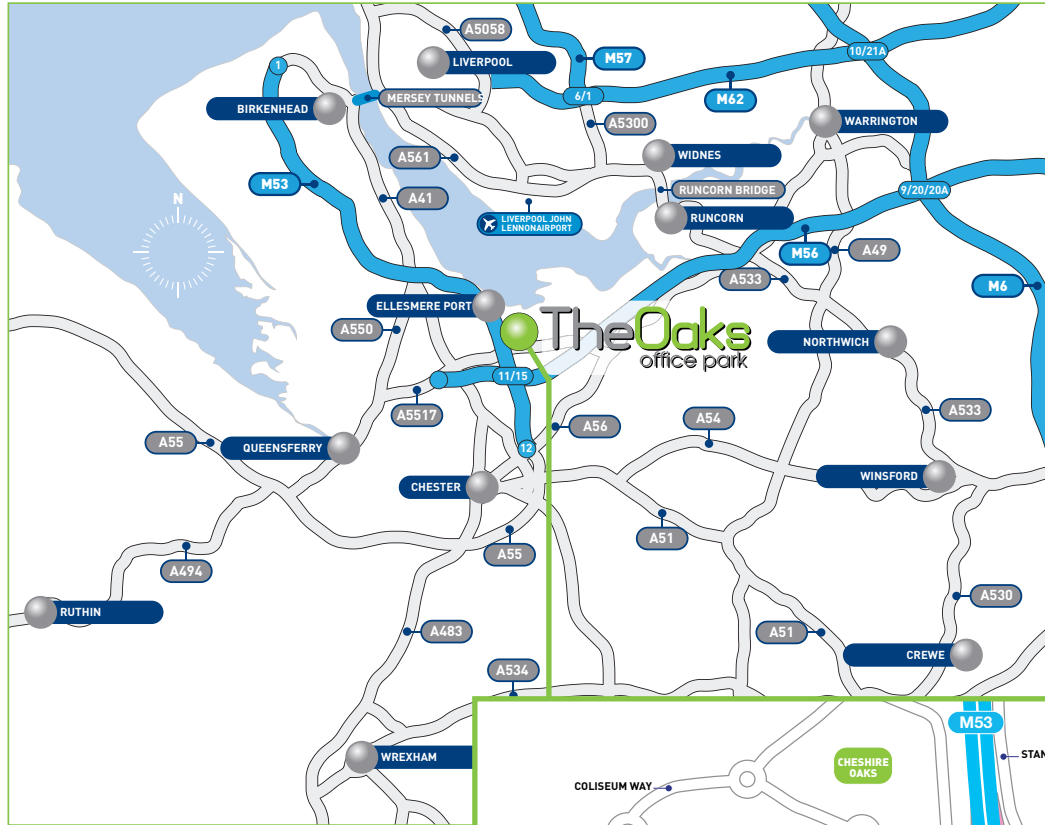 A5058
LIVERPOOL
M57
10/21A
1
6/1
M62
MERSEY TUNNELS
BIRKENHEAD
A5300
WARRINGTON
A561
WIDNES
M53
A41
RUNCORN BRIDGE
9/20/20A
N
LIVERPOOL JOHN
LENNONAIRPORT
RUNCORN
M56
A49
A533
M6
ELLESMERE PORT
A550
TheOaks
office park
NORTHWICH
11/15
A5517
A56
A54
A533
A55
QUEENSFERRY
12
CHESTER
WINSFORD
A55
A51
A494
A530
RUTHIN
A483
A51
CREWE
A534
M53
WREXHAM
CHESHIRE
OAKS
STAN
COLISEUM WAY